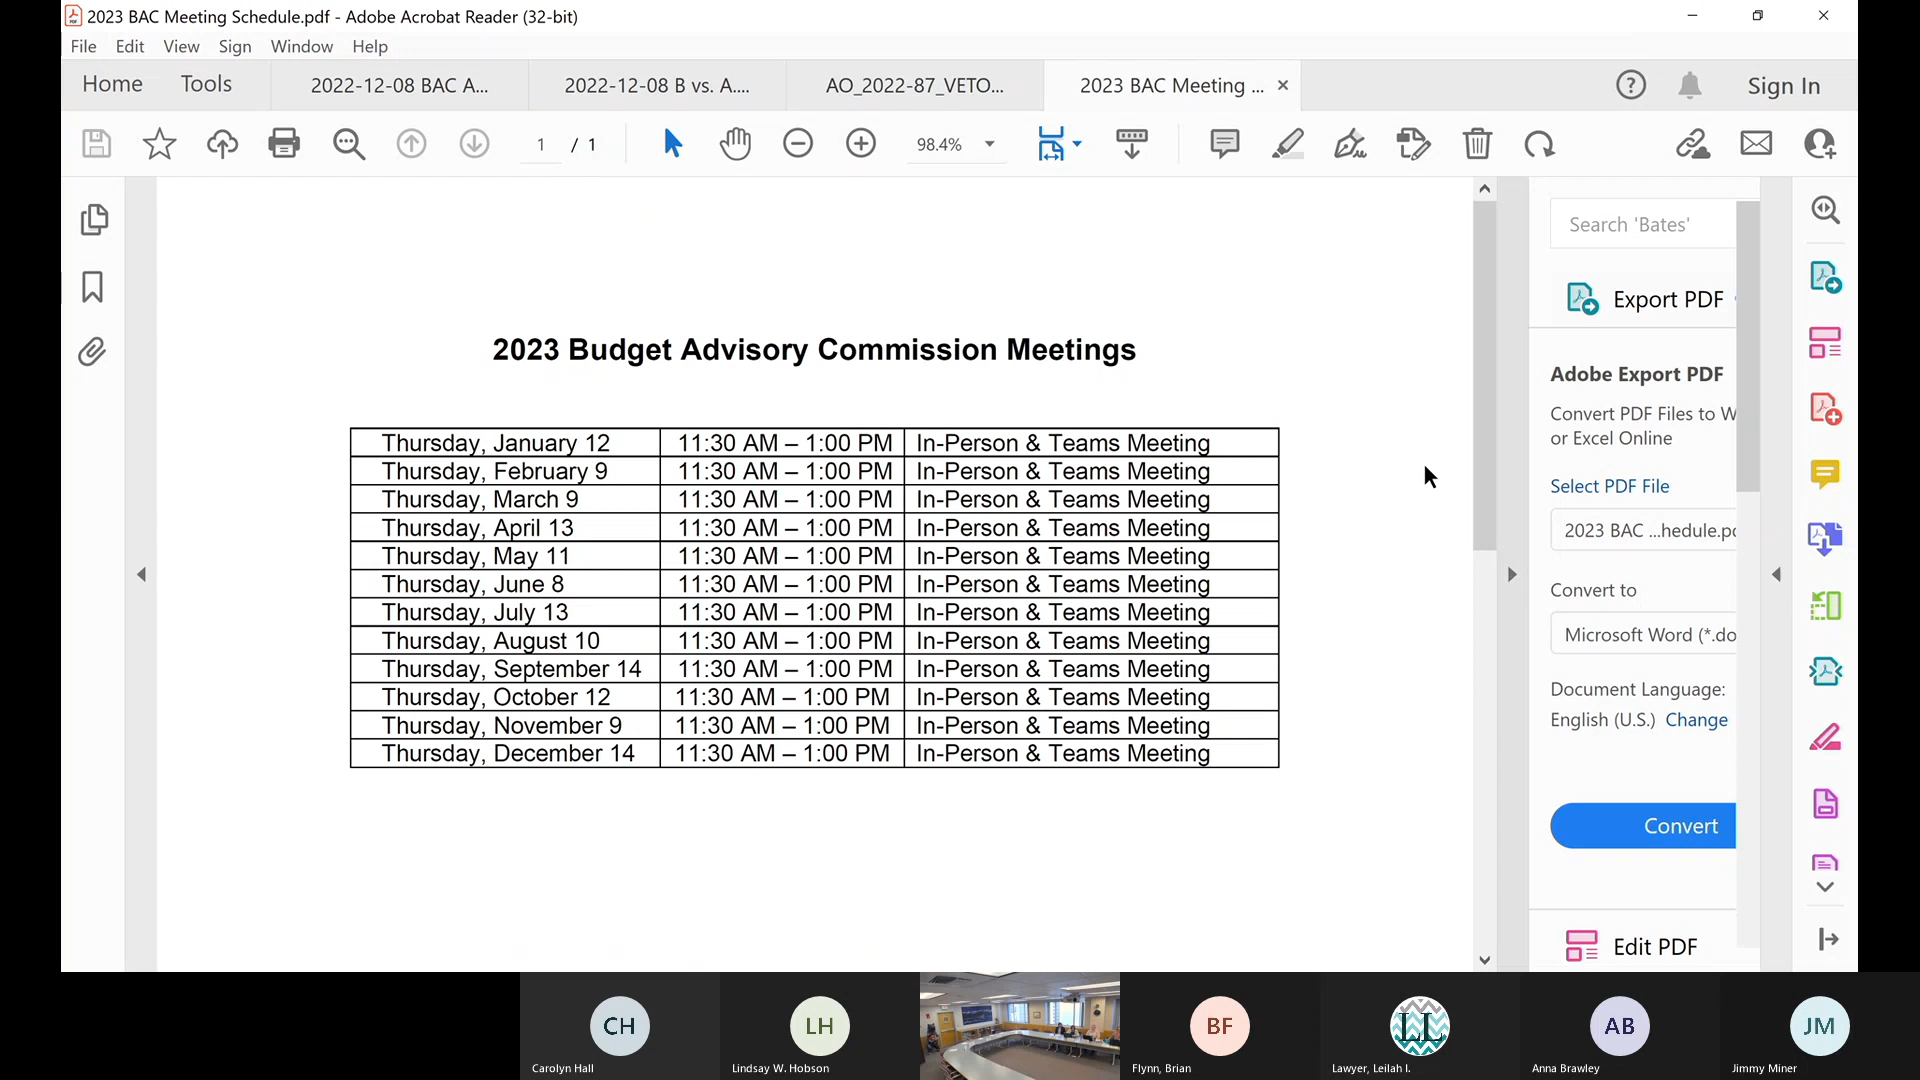 2023 BAC Meeting Schedule.pdf - Adobe Acrobat Reader (32-bit)
File Edit View Sign Window Help
Home Tools 2022-12-08 BAC A... 2022-12-08 B vs. A.... AO_2022-87_VETO... 2023 BAC Meeting ... Sign In
1 / 1 98.4%
Search 'Bates'
Export PDF
Adobe Export PDF
Convert PDF Files to W
or Excel Online
Select PDF File
2023 BAC ...hedule.pd
Convert to
Microsoft Word (*.do
Document Language:
English (U.S.) Change
Convert
Edit PDF
2023 Budget Advisory Commission Meetings
Thursday, January 12 11:30 AM – 1:00 PM In-Person & Teams Meeting
Thursday, February 9 11:30 AM – 1:00 PM In-Person & Teams Meeting
Thursday, March 9 11:30 AM – 1:00 PM In-Person & Teams Meeting
Thursday, April 13 11:30 AM – 1:00 PM In-Person & Teams Meeting
Thursday, May 11 11:30 AM – 1:00 PM In-Person & Teams Meeting
Thursday, June 8 11:30 AM – 1:00 PM In-Person & Teams Meeting
Thursday, July 13 11:30 AM – 1:00 PM In-Person & Teams Meeting
Thursday, August 10 11:30 AM – 1:00 PM In-Person & Teams Meeting
Thursday, September 14 11:30 AM – 1:00 PM In-Person & Teams Meeting
Thursday, October 12 11:30 AM – 1:00 PM In-Person & Teams Meeting
Thursday, November 9 11:30 AM – 1:00 PM In-Person & Teams Meeting
Thursday, December 14 11:30 AM – 1:00 PM In-Person & Teams Meeting
CH LH BF LL AB JM
Carolyn Hall Lindsay W. Hobson Flynn, Brian Lawyer, Leilah I. Anna Brawley Jimmy Miner